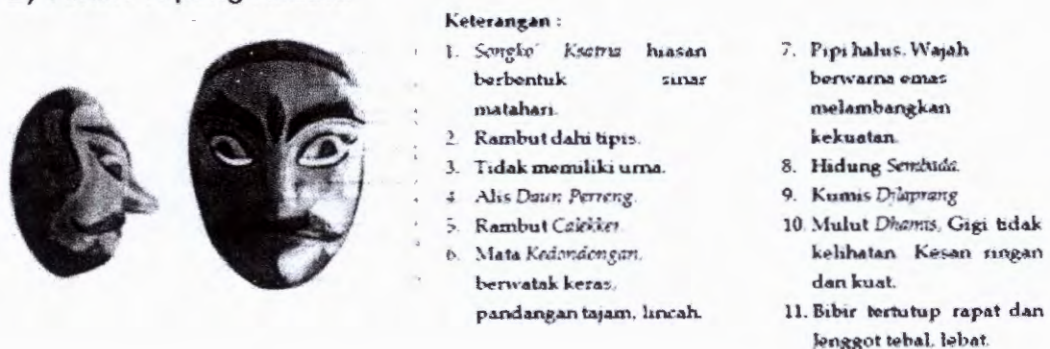 Keterangan :
1. Songko' Ksatria hiasan
berbentuk sinar
matahari.
2. Rambut dahi tipis.
3. Tidak memiliki urna.
4. Alis Daun Perreng.
5. Rambut Calekker.
6. Mata Kedondongan,
berwatak keras,
pandangan tajam, lincah.
7. Pipi halus. Wajah
berwarna emas
melambangkan
kekuatan.
8. Hidung Sembada.
9. Kumis Djlaprang
10. Mulut Dhamis, Gigi tidak
kelihatan. Kesan ringan
dan kuat.
11. Bibir tertutup rapat dan
Jenggot tebal, lebat.